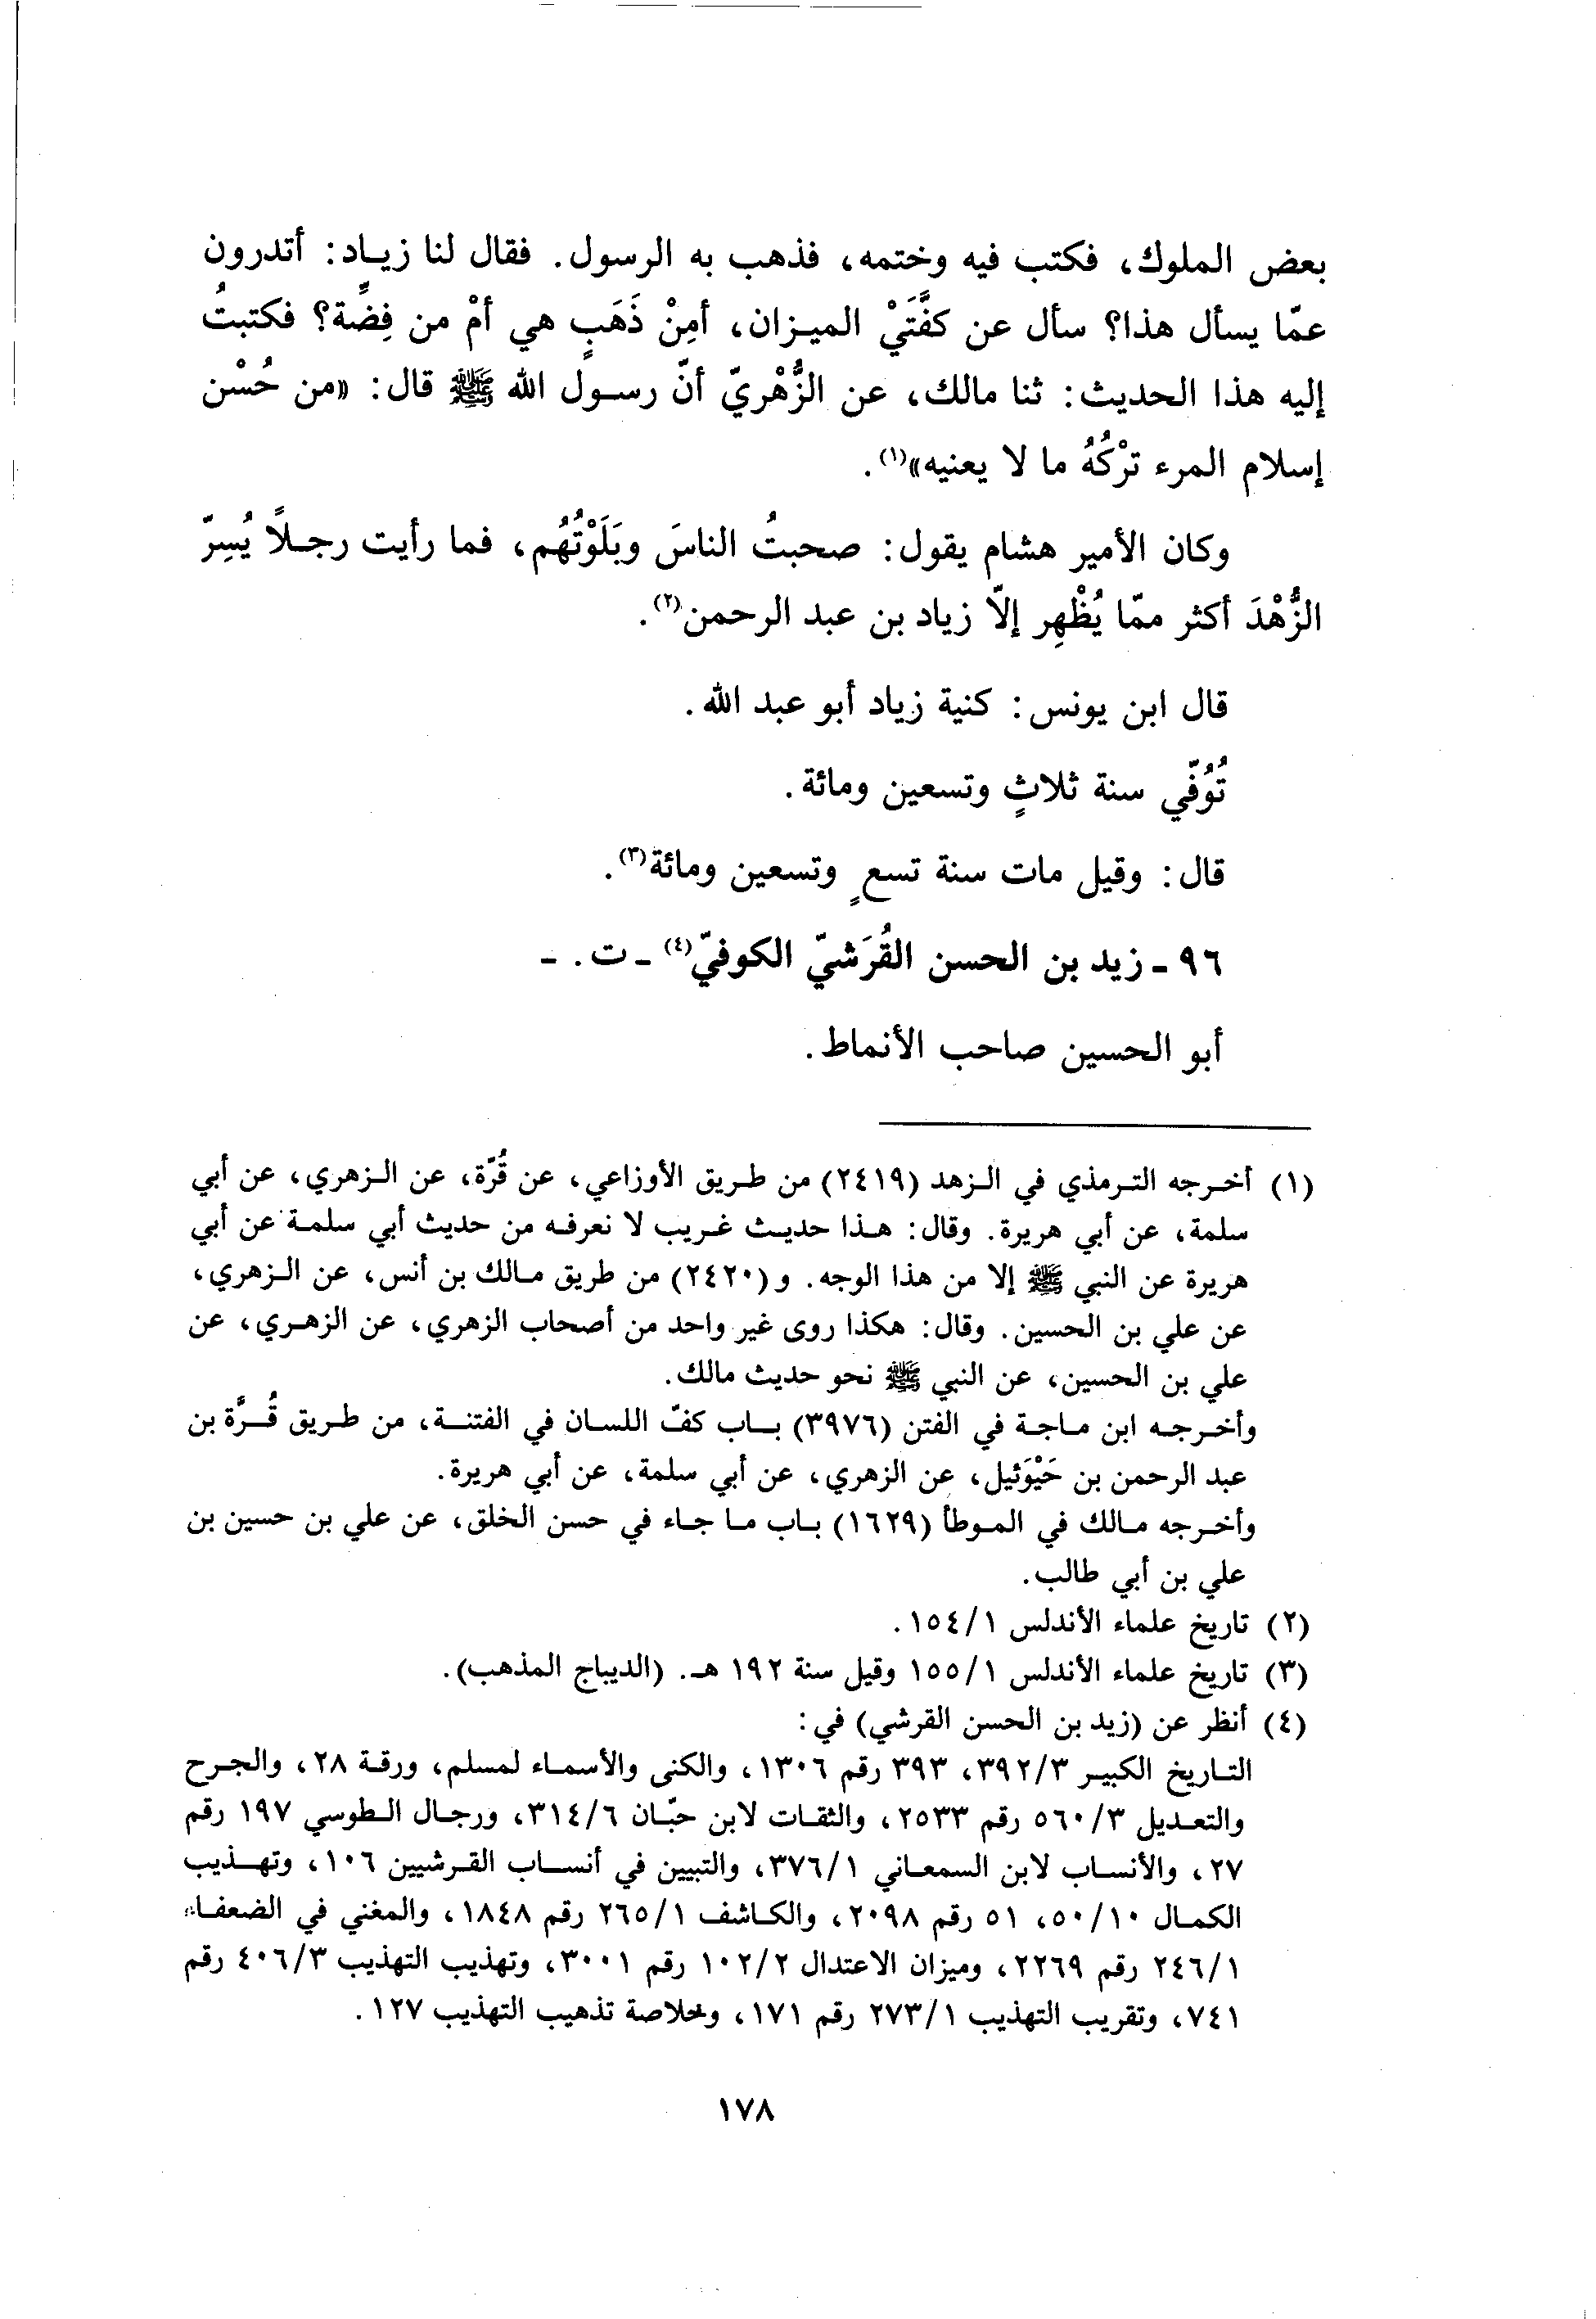 بعض الملوك، فكتب فيه وختمه، فذهب به الرسول. فقال لنا زياد: أتدرون
عمّا يسأل هذا؟ سأل عن كفَّتَيْ الميزان، أمِنْ ذَهَبٍ هي أمْ من فِضَّة؟ فكتبتُ
إليه هذا الحديث: ثنا مالك، عن الزُّهْريّ أنّ رسول الله ﷺ قال: «من حُسْن
إسلام المرء ترْكُهُ ما لا يعنيه»(١).
وكان الأمير هشام يقول: صحبتُ الناسَ وبَلَوْتُهُم، فما رأيت رجلاً يُسِرّ
الزُّهْدَ أكثر ممّا يُظْهِر إلاّ زياد بن عبد الرحمن(٢).
قال ابن يونس: كنية زياد أبو عبد الله.
تُوُفّي سنة ثلاثٍ وتسعين ومائة.
قال: وقيل مات سنة تسعٍ وتسعين ومائة(٣).
٩٦ - زيد بن الحسن القُرَشيّ الكوفيّ(٤) - ت. -
أبو الحسين صاحب الأنماط.
(١) أخرجه الترمذي في الزهد (٢٤١٩) من طريق الأوزاعي، عن قُرّة، عن الزهري، عن أبي
سلمة، عن أبي هريرة. وقال: هذا حديث غريب لا نعرفه من حديث أبي سلمة عن أبي
هريرة عن النبي ﷺ إلا من هذا الوجه. و (٢٤٢٠) من طريق مالك بن أنس، عن الزهري،
عن علي بن الحسين. وقال: هكذا روى غير واحد من أصحاب الزهري، عن الزهري، عن
علي بن الحسين، عن النبي ﷺ نحو حديث مالك.
وأخرجه ابن ماجة في الفتن (٣٩٧٦) باب كفّ اللسان في الفتنة، من طريق قُرَّة بن
عبد الرحمن بن حَيْوَئيل، عن الزهري، عن أبي سلمة، عن أبي هريرة.
وأخرجه مالك في الموطأ (١٦٢٩) باب ما جاء في حسن الخلق، عن علي بن حسين بن
علي بن أبي طالب.
(٢) تاريخ علماء الأندلس ١/١٥٤.
(٣) تاريخ علماء الأندلس ١/١٥٥ وقيل سنة ١٩٢ هـ. (الديباج المذهب).
(٤) أنظر عن (زيد بن الحسن القرشي) في:
التاريخ الكبير ٣/٣٩٢، ٣٩٣ رقم ١٣٠٦، والكنى والأسماء لمسلم، ورقة ٢٨، والجرح
والتعديل ٣/٥٦٠ رقم ٢٥٣٣، والثقات لابن حبّان ٦/٣١٤، ورجال الطوسي ١٩٧ رقم
٢٧، والأنساب لابن السمعاني ١/٣٧٦، والتبيين في أنساب القرشيين ١٠٦، وتهذيب
الكمال ١٠/٥٠، ٥١ رقم ٢٠٩٨، والكاشف ١/٢٦٥ رقم ١٨٤٨، والمغني في الضعفاء
١/٢٤٦ رقم ٢٢٦٩، وميزان الاعتدال ٢/١٠٢ رقم ٣٠٠١، وتهذيب التهذيب ٣/٤٠٦ رقم
٧٤١، وتقريب التهذيب ١/٢٧٣ رقم ١٧١، وخلاصة تذهيب التهذيب ١٢٧.
١٧٨